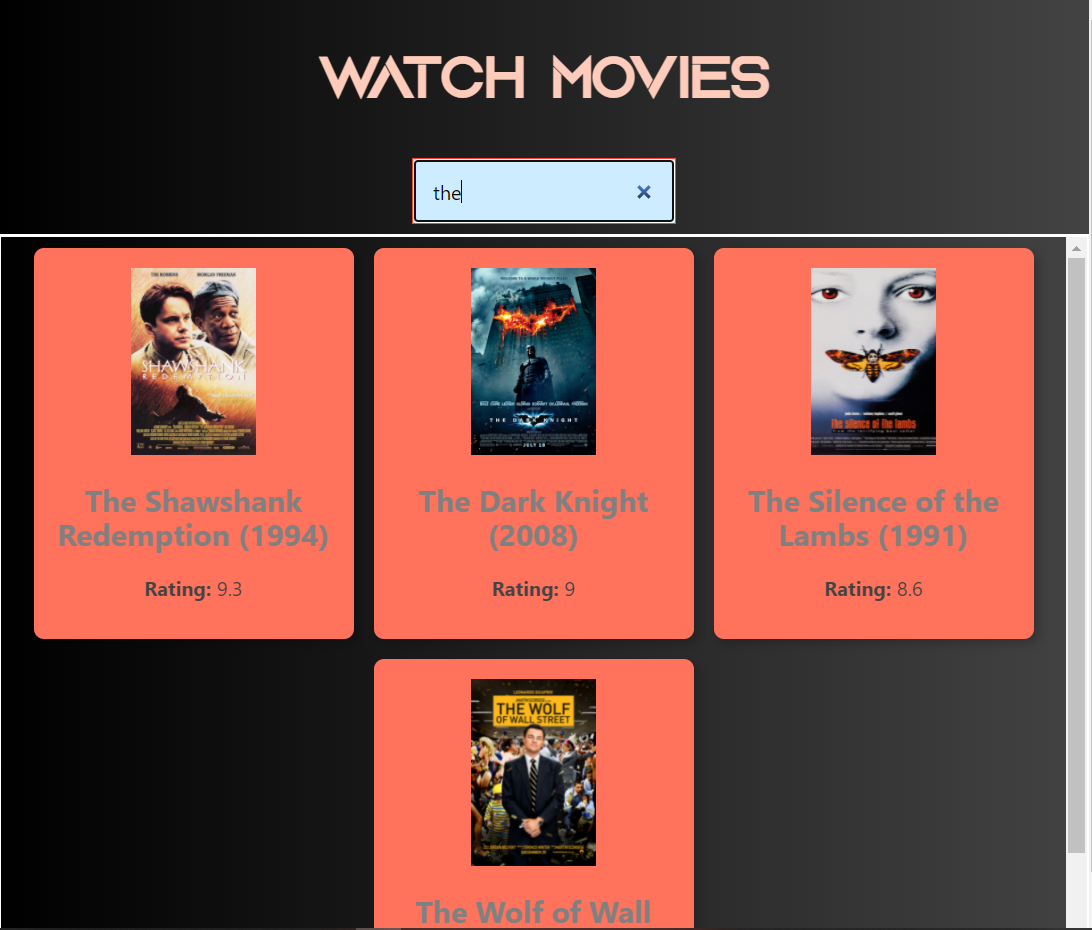 WATCH MOVIES
the
TIM ROBBINS MORGAN FREEMAN
SHAWSHANK
REDEMPTION
The Shawshank
Redemption (1994)
Rating: 9.3
THE DARK KNIGHT
JULY 18
The Dark Knight
(2008)
Rating: 9
the silence of the lambs
The Silence of the
Lambs (1991)
Rating: 8.6
LEONARDO DICAPRIO
THE WOLF
OF WALL STREET
The Wolf of Wall